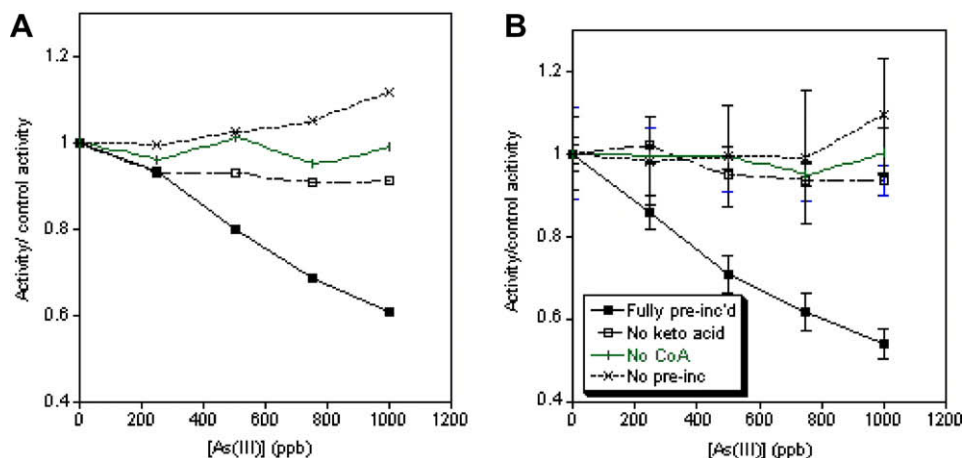 A
1.2
1
0.8
0.6
0.4
Activity/ control activity
0 200 400 600 800 1000 1200
[As(III)] (ppb)
B
1.2
1
0.8
0.6
0.4
Activity/control acitivity
Fully pre-inc'd
No keto acid
No CoA
No pre-inc
0 200 400 600 800 1000 1200
[As(III)] (ppb)